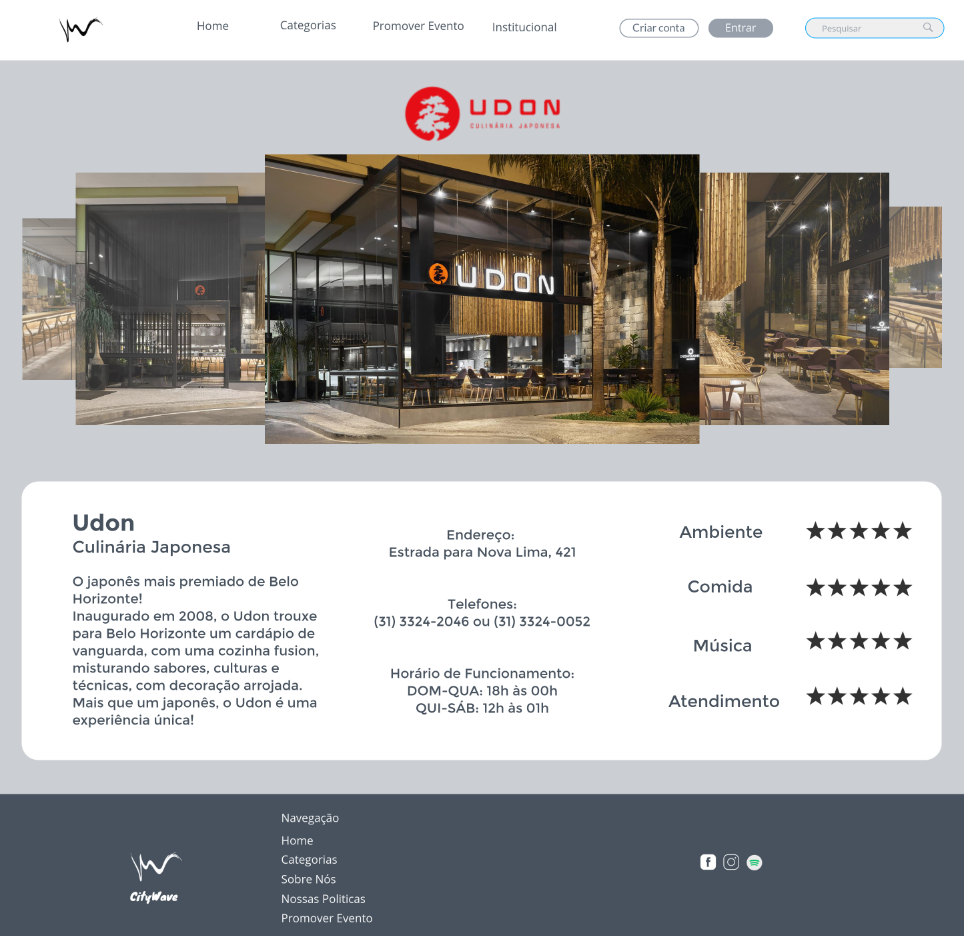 Home
Categorias
Promover Evento
Institucional
Criar conta
Entrar
Pesquisar
UDON
CULINÁRIA JAPONESA
UDON
Udon
Culinária Japonesa
O japonês mais premiado de Belo
Horizonte!
Inaugurado em 2008, o Udon trouxe
para Belo Horizonte um cardápio de
vanguarda, com uma cozinha fusion,
misturando sabores, culturas e
técnicas, com decoração arrojada.
Mais que um japonês, o Udon é uma
experiência única!
Endereço:
Estrada para Nova Lima, 421
Telefones:
(31) 3324-2046 ou (31) 3324-0052
Horário de Funcionamento:
DOM-QUA: 18h às 00h
QUI-SÁB: 12h às 01h
Ambiente
Comida
Música
Atendimento
CityWave
Navegação
Home
Categorias
Sobre Nós
Nossas Politicas
Promover Evento